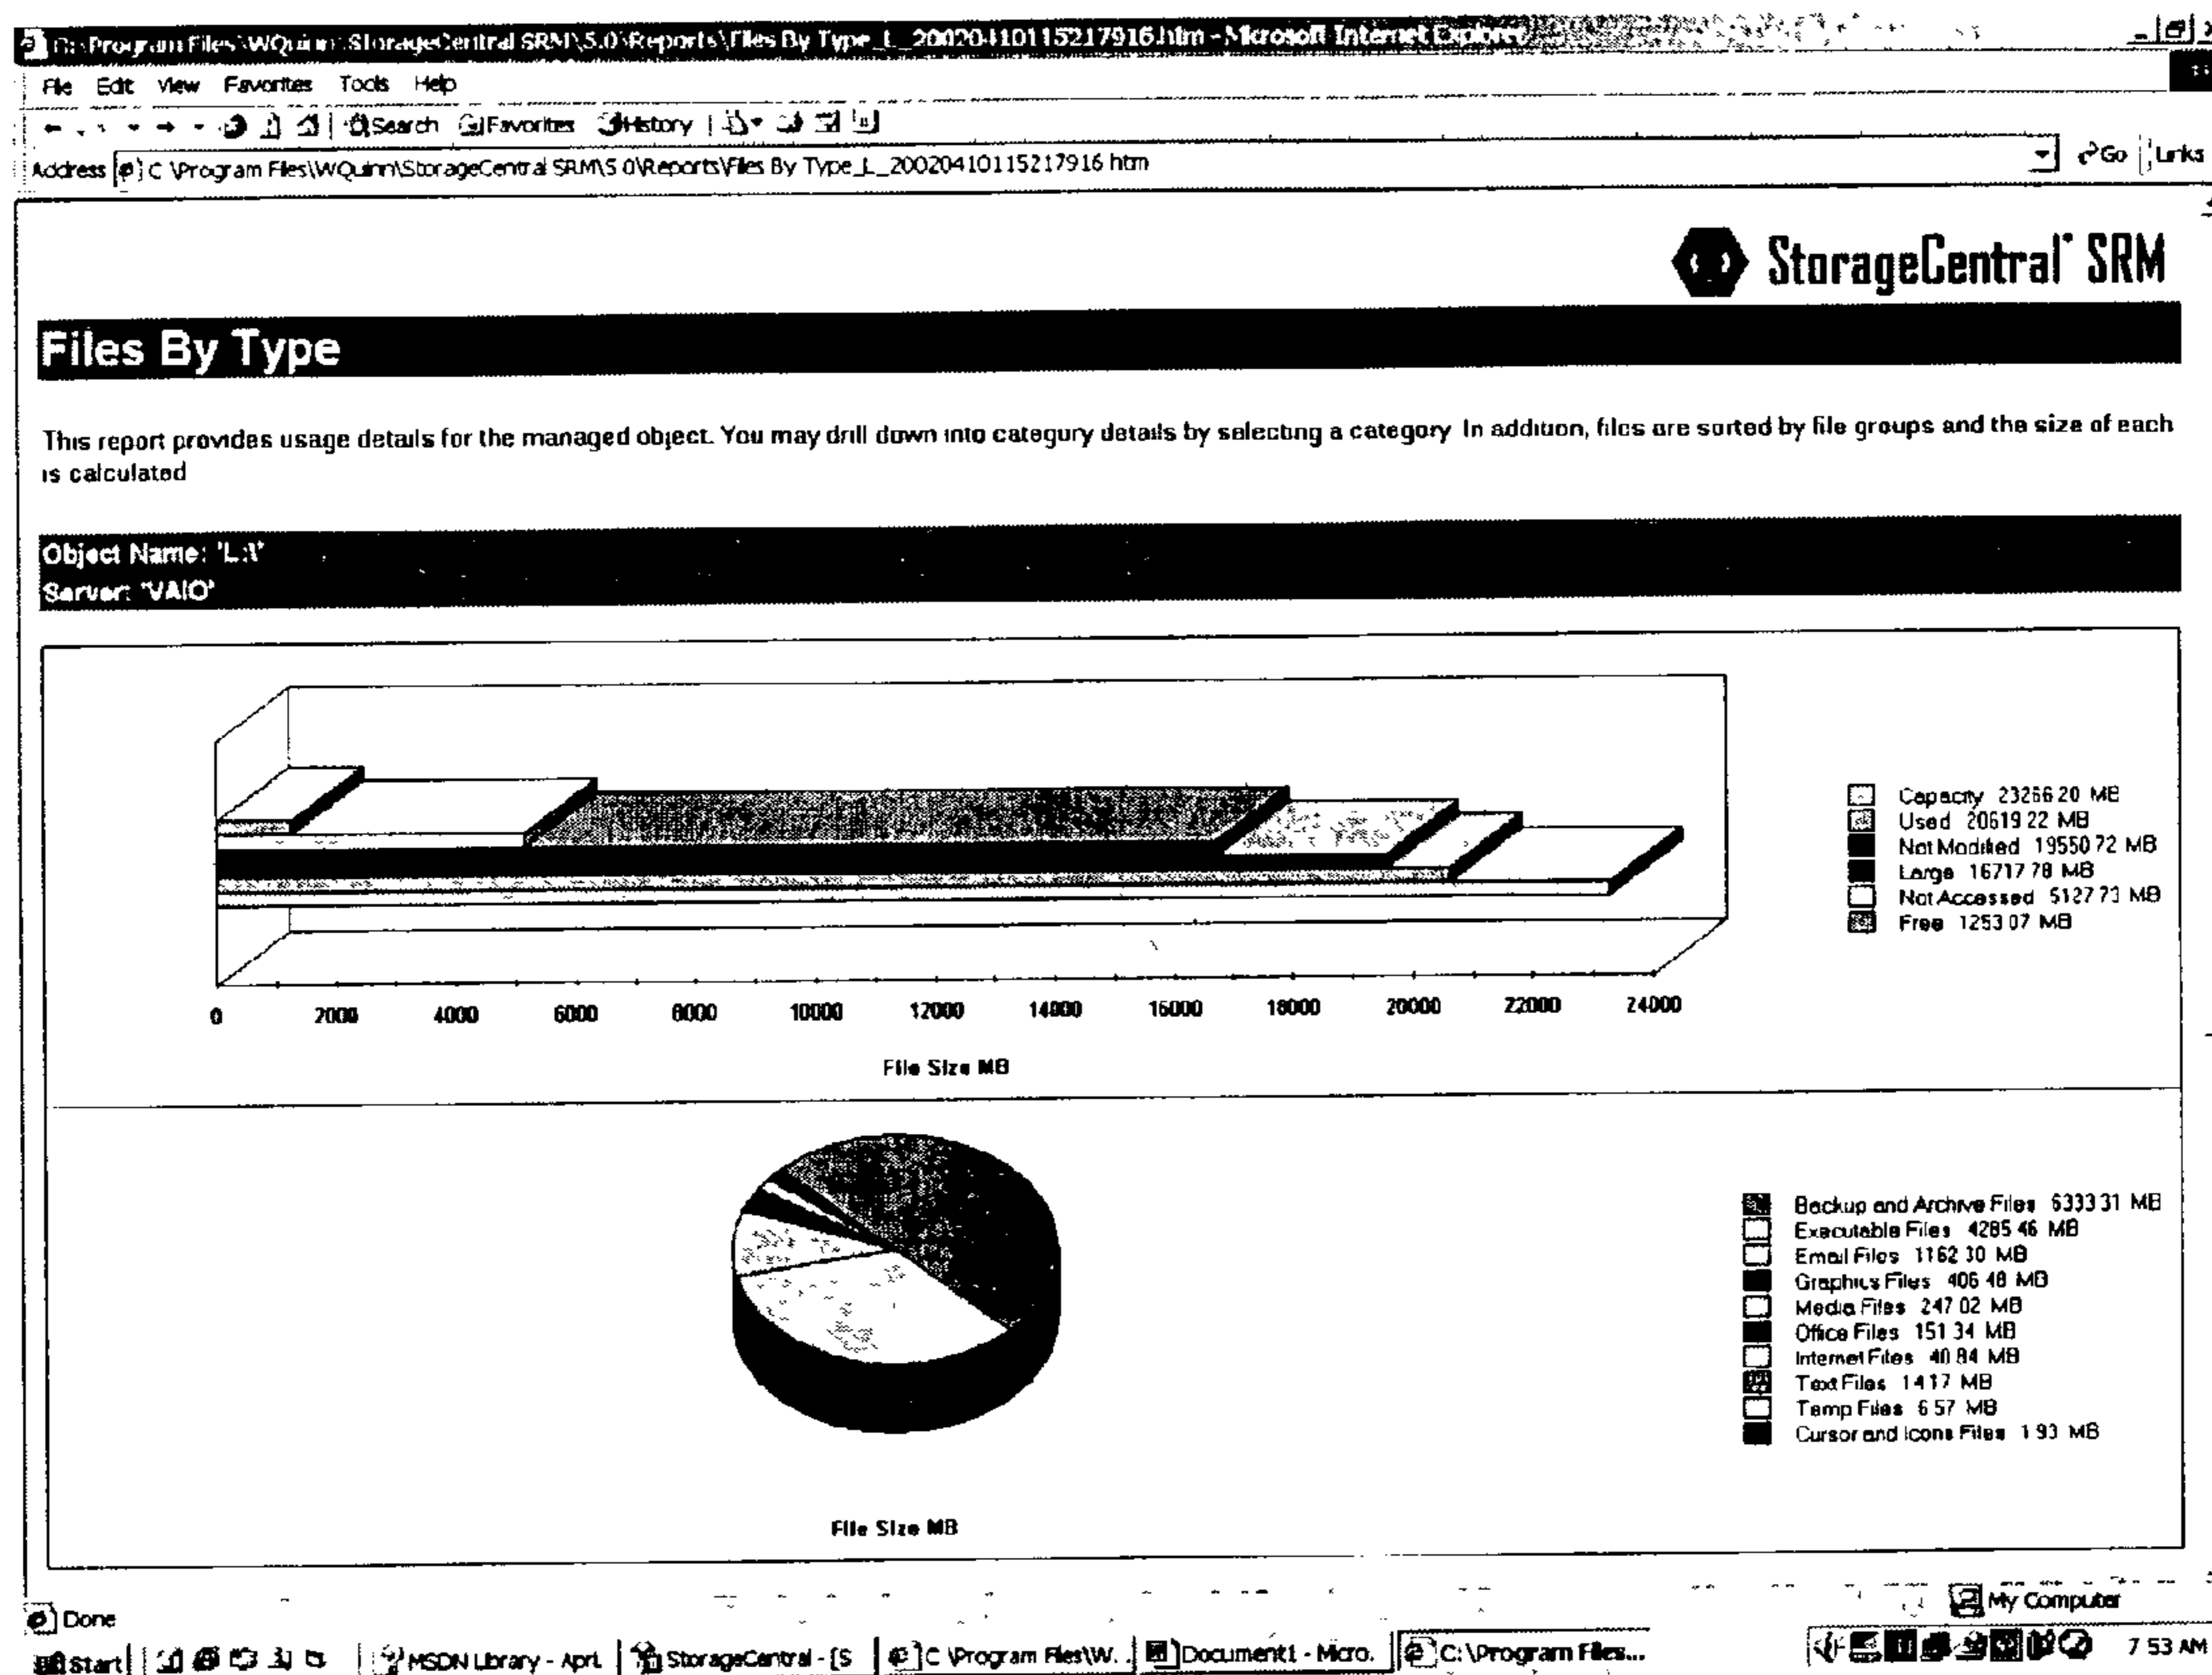 C:\Program Files\WQuinn\StorageCentral SRM\5.0\Reports\Files By Type_L_20020410115217916.htm - Microsoft Internet Explorer
File Edit View Favorites Tools Help
Search Favorites History
Address C \Program Files\WQuinn\StorageCentral SRM\5 0\Reports\Files By Type_L_20020410115217916 htm Go Links
StorageCentral SRM
Files By Type
This report provides usage details for the managed object. You may drill down into category details by selecting a category In addition, files are sorted by file groups and the size of each
is calculated
Object Name: 'L:\'
Server: 'VAIO'
Capacity 23266 20 MB
Used 20619 22 MB
Not Modified 19550 72 MB
Large 16717 78 MB
Not Accessed 5127 73 MB
Free 1253 07 MB
0 2000 4000 6000 8000 10000 12000 14000 16000 18000 20000 22000 24000
File Size MB
Backup and Archive Files 6333 31 MB
Executable Files 4285 46 MB
Email Files 1162 30 MB
Graphics Files 406 48 MB
Media Files 247 02 MB
Office Files 151 34 MB
Internet Files 40 84 MB
Text Files 14 17 MB
Temp Files 6 57 MB
Cursor and Icons Files 1 93 MB
File Size MB
Done My Computer
Start MSDN Library - Apri. StorageCentral - [S C \Program Files\W. . Document1 - Micro. C:\Program Files... 7 53 AM